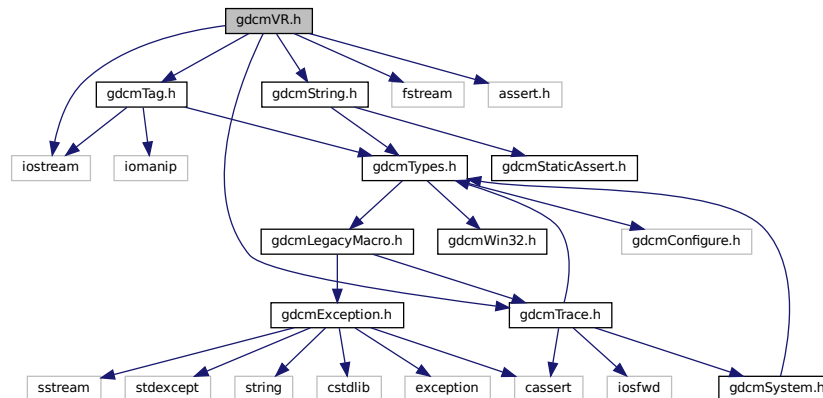 gdcmVR.h
gdcmTag.h
gdcmString.h
fstream
assert.h
iostream
iomanip
gdcmTypes.h
gdcmStaticAssert.h
gdcmLegacyMacro.h
gdcmWin32.h
gdcmConfigure.h
gdcmException.h
gdcmTrace.h
sstream
stdexcept
string
cstdlib
exception
cassert
iosfwd
gdcmSystem.h